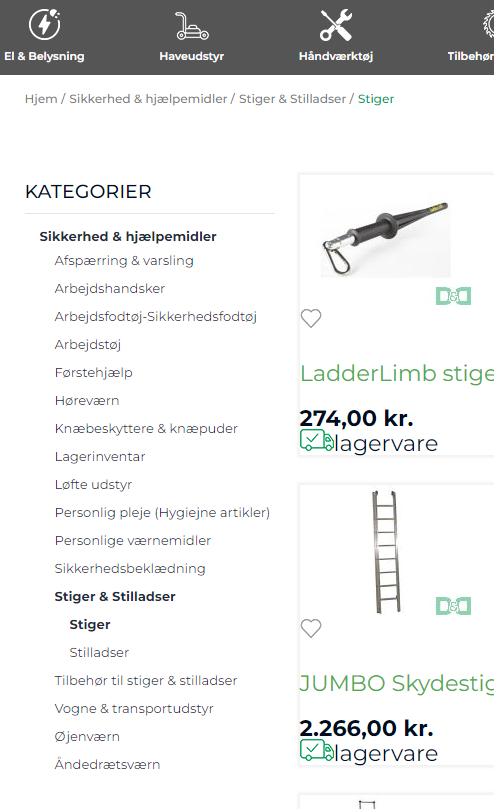 El & Belysning
Haveudstyr
Håndværktøj
Tilbehør
Hjem / Sikkerhed & hjælpemidler / Stiger & Stilladser / Stiger
KATEGORIER
Sikkerhed & hjælpemidler
Afspærring & varsling
Arbejdshandsker
Arbejdsfodtøj-Sikkerhedsfodtøj
Arbejdstøj
Førstehjælp
Høreværn
Knæbeskyttere & knæpuder
Lagerinventar
Løfte udstyr
Personlig pleje (Hygiejne artikler)
Personlige værnemidler
Sikkerhedsbeklædning
Stiger & Stilladser
Stiger
Stilladser
Tilbehør til stiger & stilladser
Vogne & transportudstyr
Øjenværn
Åndedrætsværn
D&D
LadderLimb stige
274,00 kr.
lagervare
D&D
JUMBO Skydestig
2.266,00 kr.
lagervare